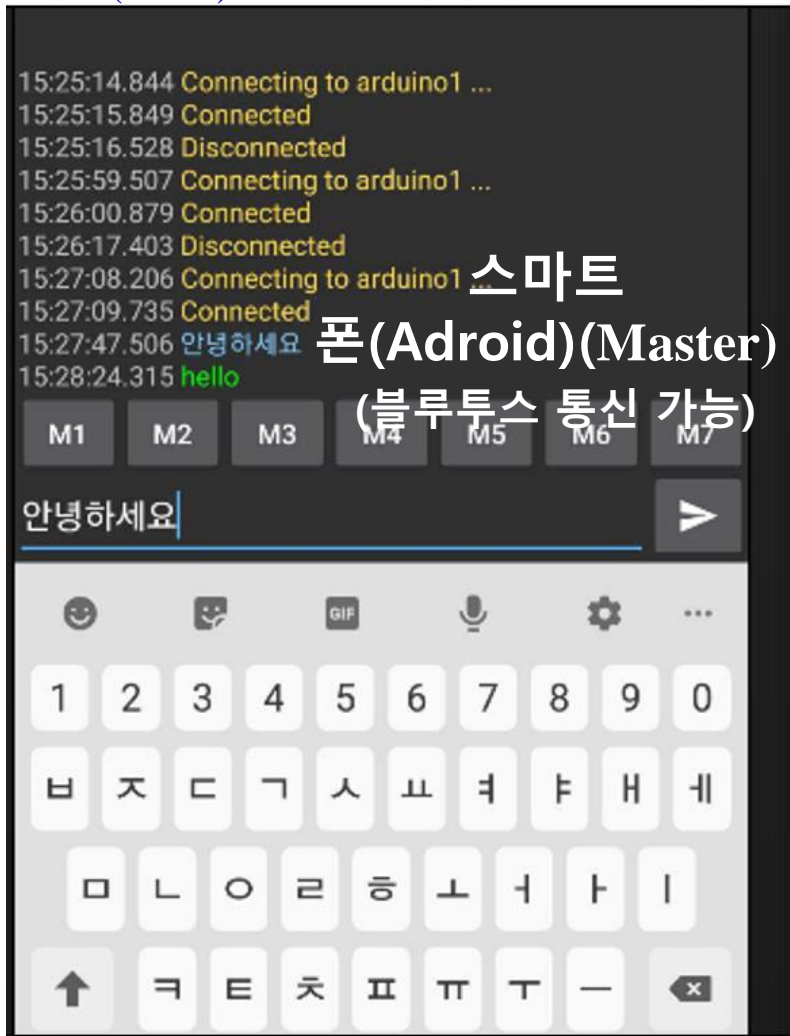 15:25:14.844 Connecting to arduino1 ...
15:25:15.849 Connected
15:25:16.528 Disconnected
15:25:59.507 Connecting to arduino1 ...
15:26:00.879 Connected
15:26:17.403 Disconnected
15:27:08.206 Connecting to arduino1 ...
15:27:09.735 Connected
15:27:47.506 안녕하세요
15:28:24.315 hello
스마트
폰(Adroid)(Master)
(블루투스 통신 가능)
M1 M2 M3 M4 M5 M6 M7
안녕하세요
GIF
1 2 3 4 5 6 7 8 9 0
ㅂ ㅈ ㄷ ㄱ ㅅ ㅛ ㅕ ㅑ ㅐ ㅔ
ㅁ ㄴ ㅇ ㄹ ㅎ ㅗ ㅓ ㅏ ㅣ
ㅋ ㅌ ㅊ ㅍ ㅠ ㅜ ㅡ